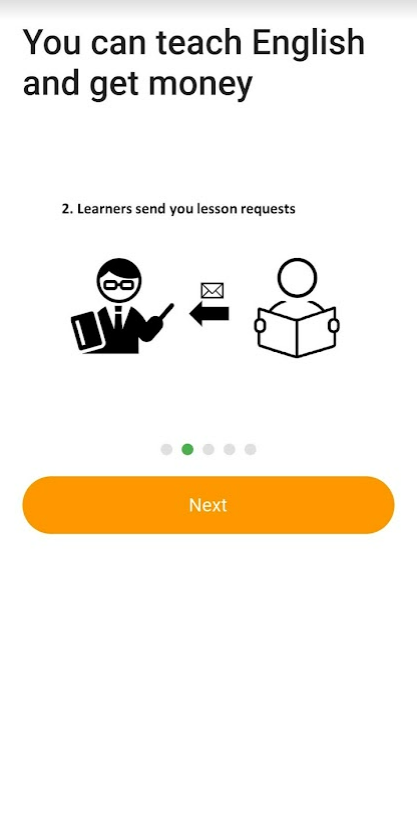 You can teach English
and get money
2. Learners send you lesson requests
Next